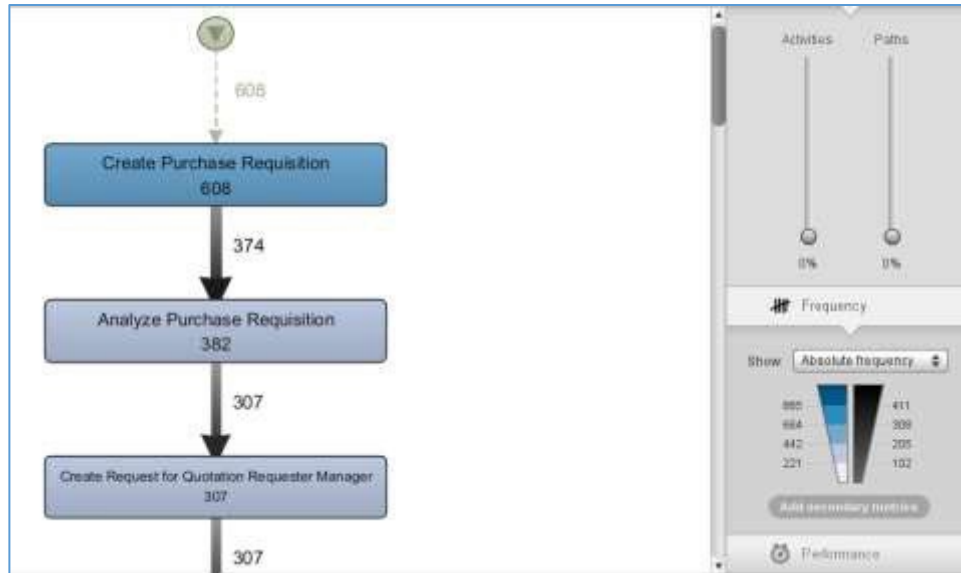 608
Create Purchase Requisition
608
374
Analyze Purchase Requisition
382
307
Create Request for Quotation Requester Manager
307
307
Activities Paths
0% 0%
Frequency
Show: Absolute frequency
885 411
664 309
442 205
221 102
Add secondary metrics
Performance